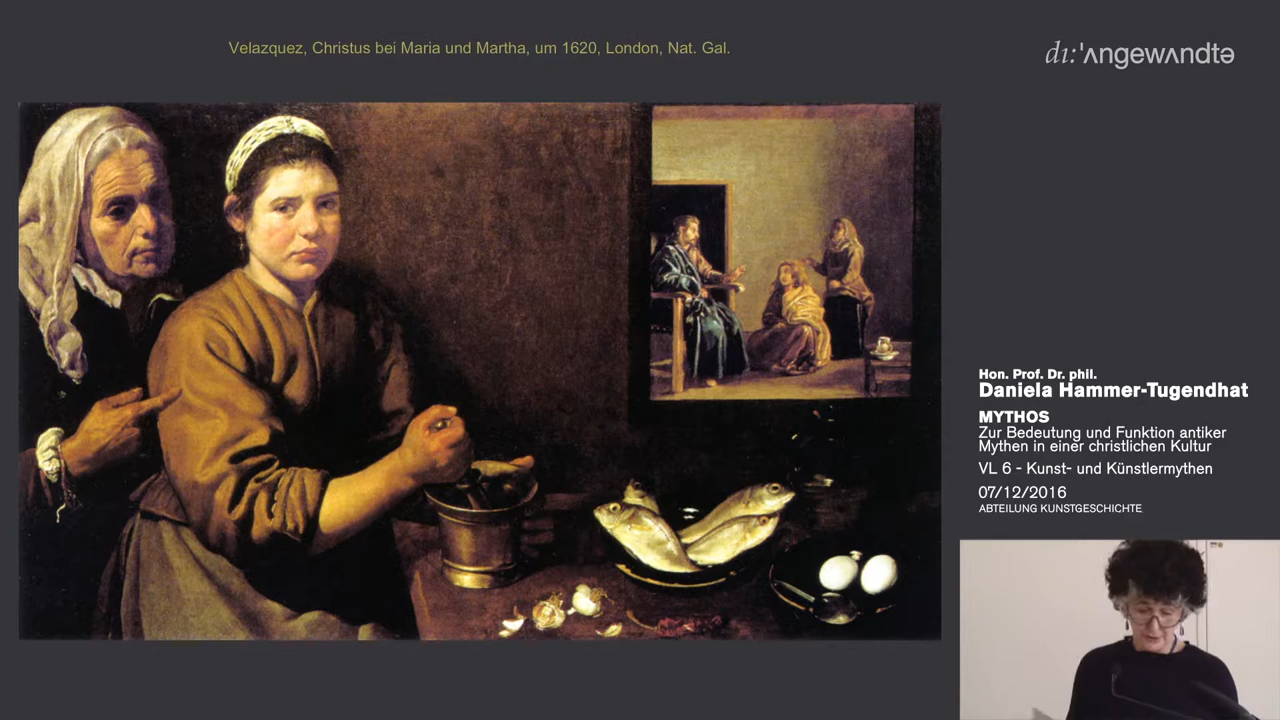 Velazquez, Christus bei Maria und Martha, um 1620, London, Nat. Gal.
dı:'ʌngewʌndtə
Hon. Prof. Dr. phil.
Daniela Hammer-Tugendhat
MYTHOS
Zur Bedeutung und Funktion antiker
Mythen in einer christlichen Kultur
VL 6 - Kunst- und Künstlermythen
07/12/2016
ABTEILUNG KUNSTGESCHICHTE